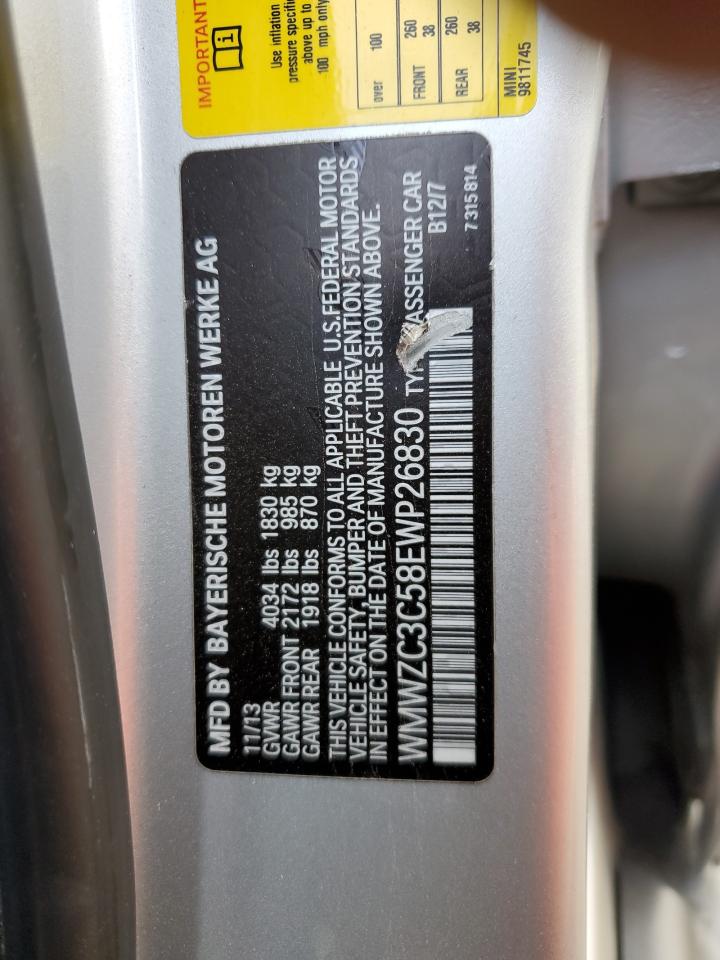 IMPORTANT
Use inflation
pressure specifi
above up to
100 mph only
over 100
FRONT 260
38
REAR 260
38
MINI
9811745
MFD BY BAYERISCHE MOTOREN WERKE AG
11/13
GVWR 4034 lbs 1830 kg
GAWR FRONT 2172 lbs 985 kg
GAWR REAR 1918 lbs 870 kg
THIS VEHICLE CONFORMS TO ALL APPLICABLE U.S.FEDERAL MOTOR
VEHICLE SAFETY, BUMPER AND THEFT PREVENTION STANDARDS
IN EFFECT ON THE DATE OF MANUFACTURE SHOWN ABOVE.
WMWZC3C58EWP26830 TYP ASSENGER CAR
B12/7
7 315 814